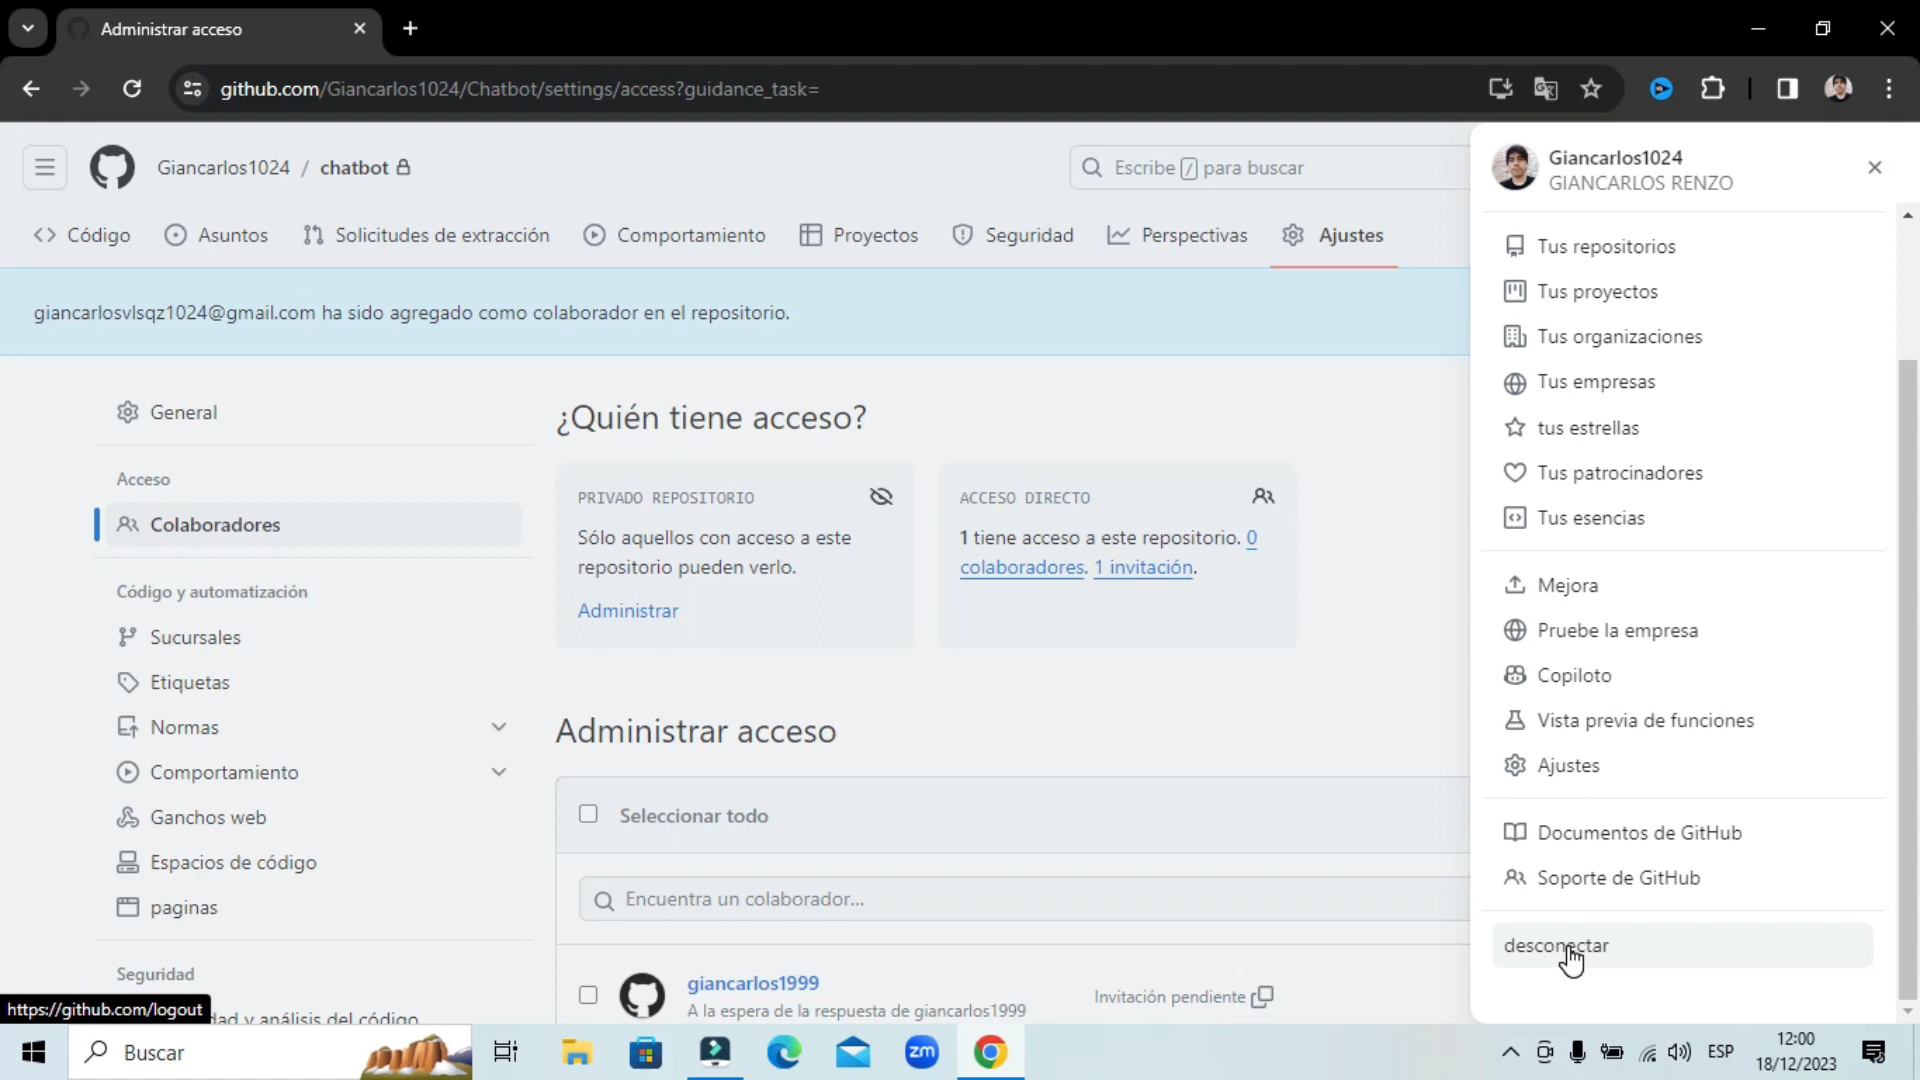 Administrar acceso
github.com/Giancarlos1024/Chatbot/settings/access?guidance_task=
Giancarlos1024 / chatbot
Escribe / para buscar
Código
Asuntos
Solicitudes de extracción
Comportamiento
Proyectos
Seguridad
Perspectivas
Ajustes
giancarlosvlsqz1024@gmail.com ha sido agregado como colaborador en el repositorio.
General
Acceso
Colaboradores
Código y automatización
Sucursales
Etiquetas
Normas
Comportamiento
Ganchos web
Espacios de código
paginas
Seguridad
dad y análisis del código
https://github.com/logout
¿Quién tiene acceso?
PRIVADO REPOSITORIO
Sólo aquellos con acceso a este
repositorio pueden verlo.
Administrar
ACCESO DIRECTO
1 tiene acceso a este repositorio. 0
colaboradores. 1 invitación.
Administrar acceso
Seleccionar todo
Encuentra un colaborador...
giancarlos1999
A la espera de la respuesta de giancarlos1999
Invitación pendiente
Giancarlos1024
GIANCARLOS RENZO
Tus repositorios
Tus proyectos
Tus organizaciones
Tus empresas
tus estrellas
Tus patrocinadores
Tus esencias
Mejora
Pruebe la empresa
Copiloto
Vista previa de funciones
Ajustes
Documentos de GitHub
Soporte de GitHub
desconectar
Buscar
zm
ESP
12:00
18/12/2023